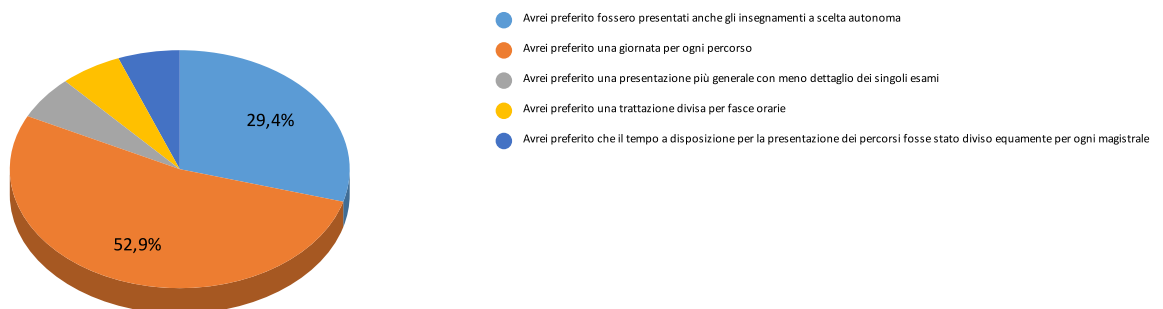 Avrei preferito fossero presentati anche gli insegnamenti a scelta autonoma
Avrei preferito una giornata per ogni percorso
Avrei preferito una presentazione più generale con meno dettaglio dei singoli esami
Avrei preferito una trattazione divisa per fasce orarie
Avrei preferito che il tempo a disposizione per la presentazione dei percorsi fosse stato diviso equamente per ogni magistrale
29,4%
52,9%